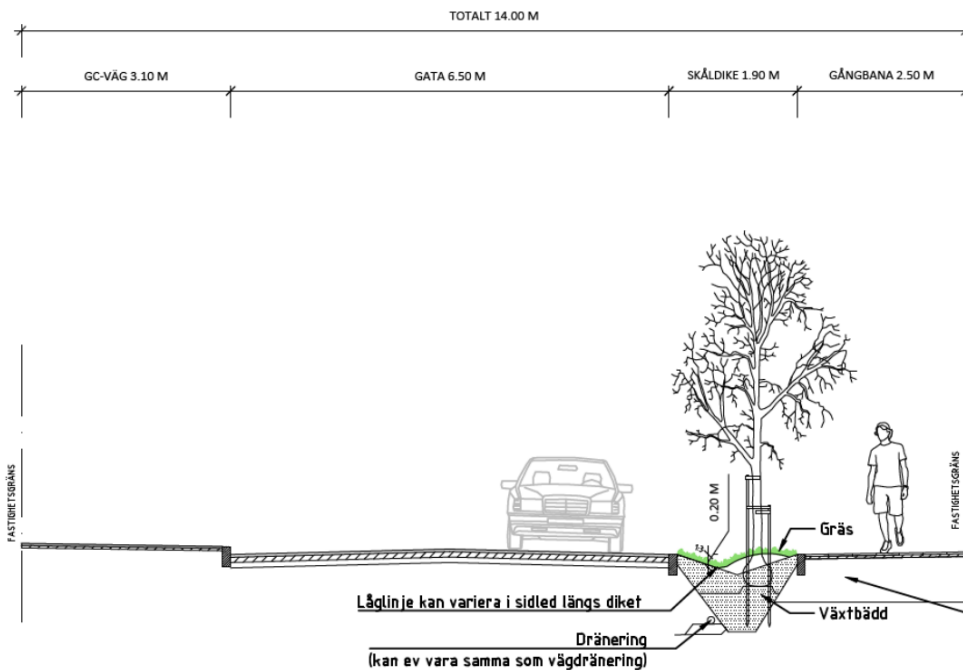 TOTALT 14.00 M
GC-VÄG 3.10 M
GATA 6.50 M
SKÅLDIKE 1.90 M
GÅNGBANA 2.50 M
FASTIGHETSGRÄNS
0.20 M
FASTIGHETSGRÄNS
Gräs
Låglinje kan variera i sidled längs diket
Växtbädd
Dränering
(kan ev vara samma som vägdränering)